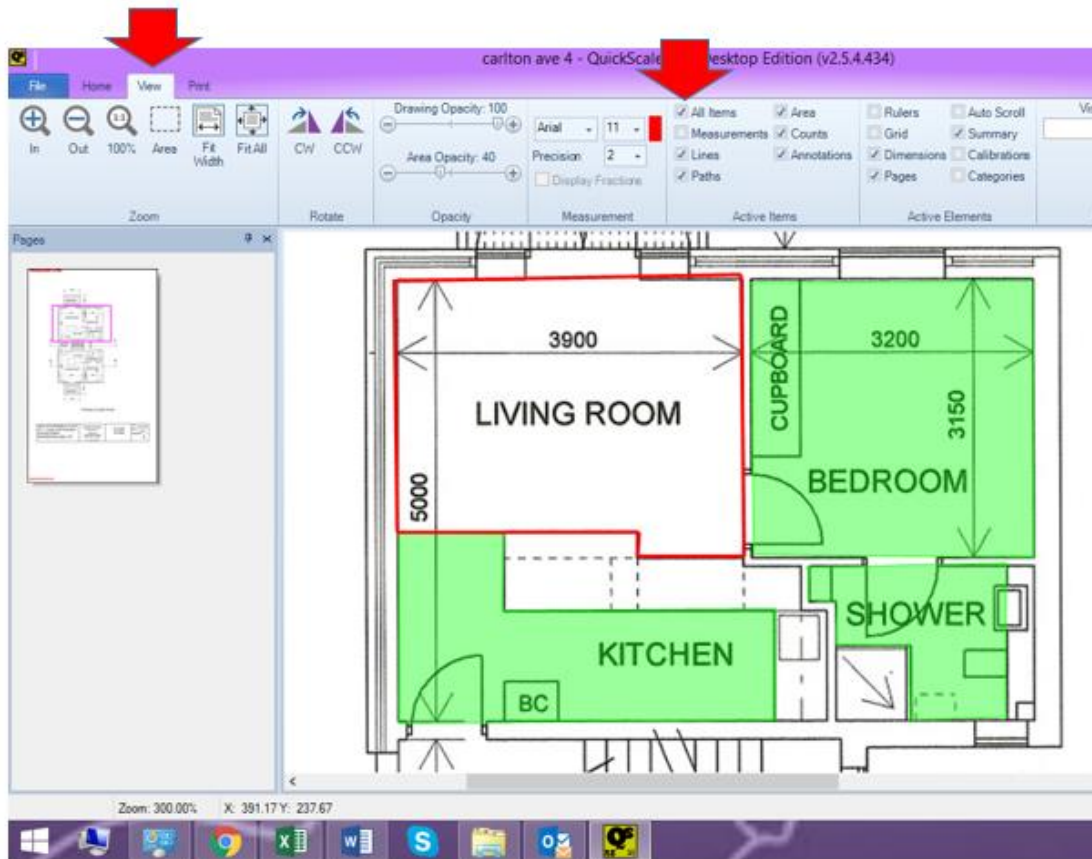 carlton ave 4 - QuickScale Desktop Edition (v2.5.4.434)
File Home View Print
In Out 100% Area Fit Width Fit All
Zoom
CW CCW
Rotate
Drawing Opacity: 100
Area Opacity: 40
Opacity
Arial 11
Precision 2
Display Fractions
Measurement
All Items Area
Measurements Counts
Lines Annotations
Paths
Active Items
Rulers Auto Scroll
Grid Summary
Dimensions Calibrations
Pages Categories
Active Elements
Pages
3900
CUPBOARD
3200
LIVING ROOM
3150
5000
BEDROOM
SHOWER
KITCHEN
BC
Zoom: 300.00% X: 391.17 Y: 237.67